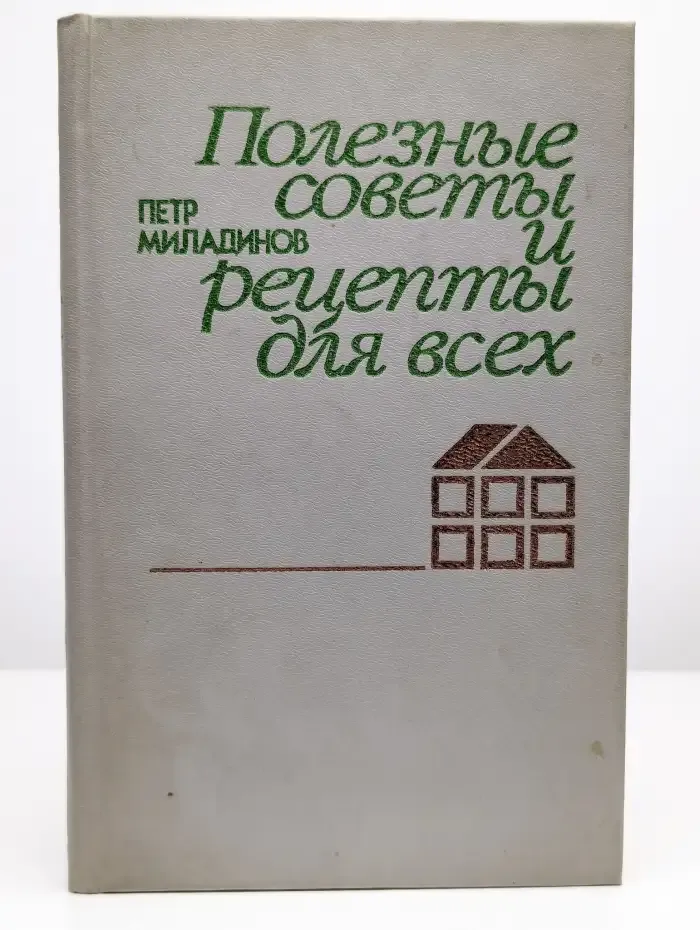 Полезные
советы
и
рецепты
для всех
ПЕТР
МИЛАДИНОВ